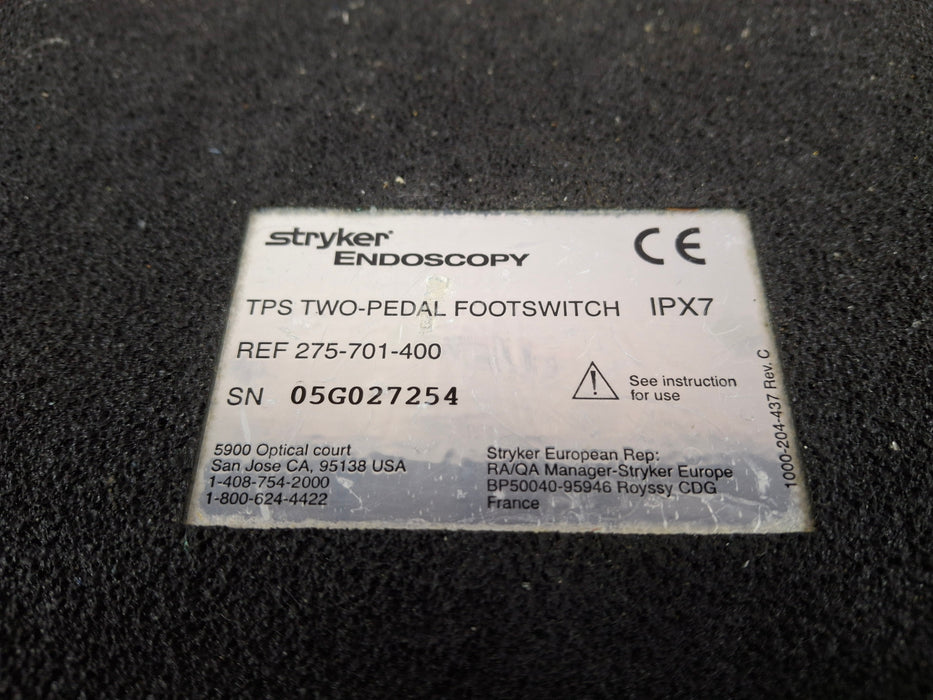 stryker
ENDOSCOPY
CE
TPS TWO-PEDAL FOOTSWITCH IPX7
REF 275-701-400
SN 05G027254
See instruction
for use
5900 Optical court
San Jose CA, 95138 USA
1-408-754-2000
1-800-624-4422
Stryker European Rep:
RA/QA Manager-Stryker Europe
BP50040-95946 Royssy CDG
France
1000-204-437 Rev. C